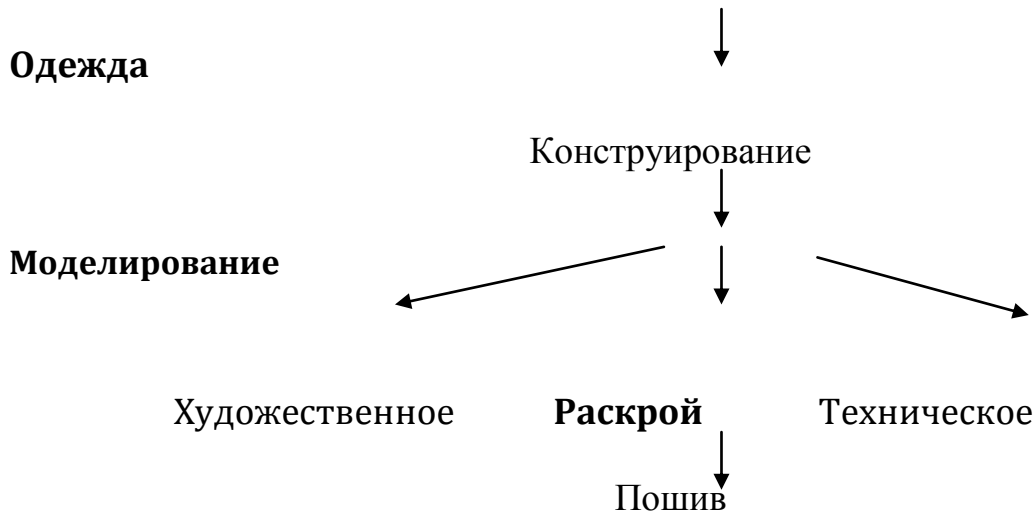 Одежда
Конструирование
Моделирование
Художественное Раскрой Техническое
Пошив